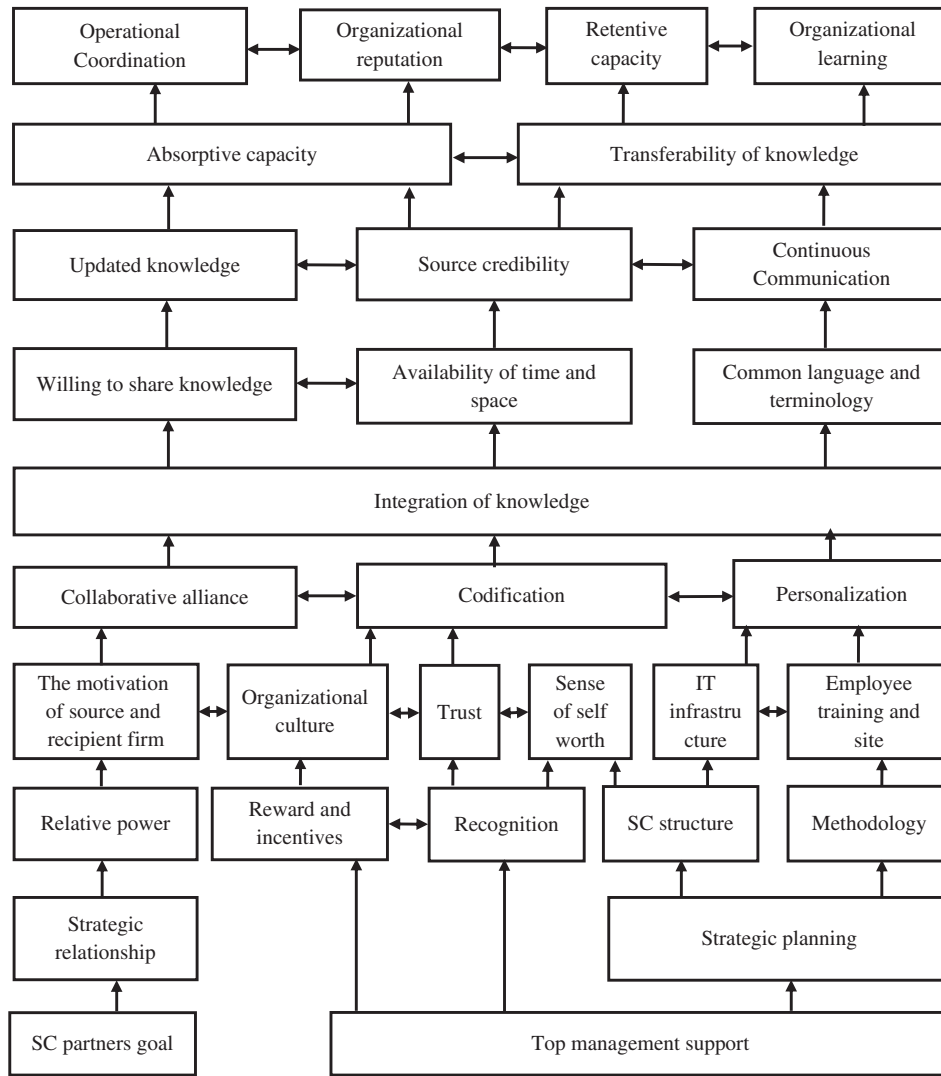 Operational
Coordination
Organizational
reputation
Retentive
capacity
Organizational
learning
Absorptive capacity
Transferability of knowledge
Updated knowledge
Source credibility
Continuous
Communication
Willing to share knowledge
Availability of time and
space
Common language and
terminology
Integration of knowledge
Collaborative alliance
Codification
Personalization
The motivation
of source and
recipient firm
Organizational
culture
Trust
Sense
of self
worth
IT
infrastru
cture
Employee
training and
site
Relative power
Reward and
incentives
Recognition
SC structure
Methodology
Strategic
relationship
Strategic planning
SC partners goal
Top management support